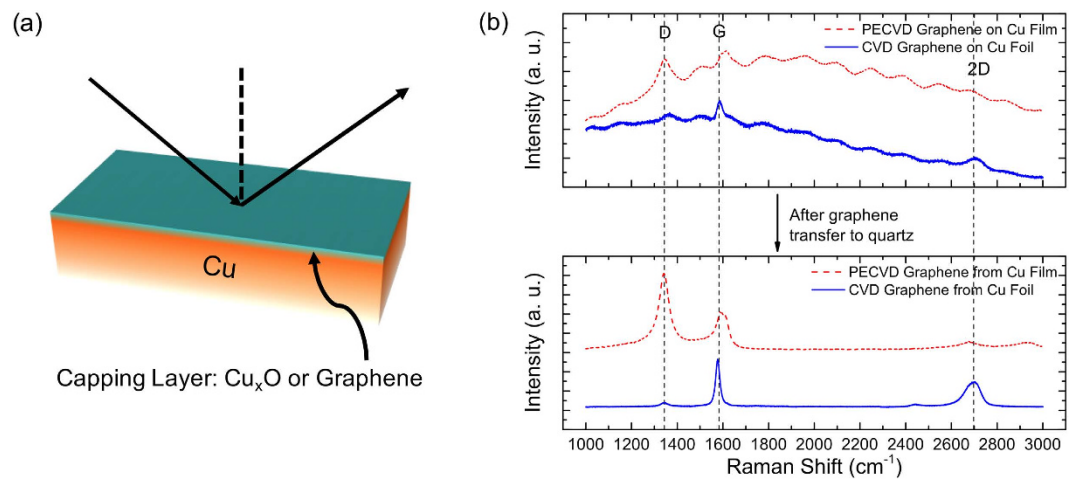 (a)
Cu
Capping Layer: CuₓO or Graphene
(b)
D
G
PECVD Graphene on Cu Film
CVD Graphene on Cu Foil
2D
Intensity (a. u.)
After graphene
transfer to quartz
PECVD Graphene from Cu Film
CVD Graphene from Cu Foil
Intensity (a. u.)
1000 1200 1400 1600 1800 2000 2200 2400 2600 2800 3000
Raman Shift (cm⁻¹)